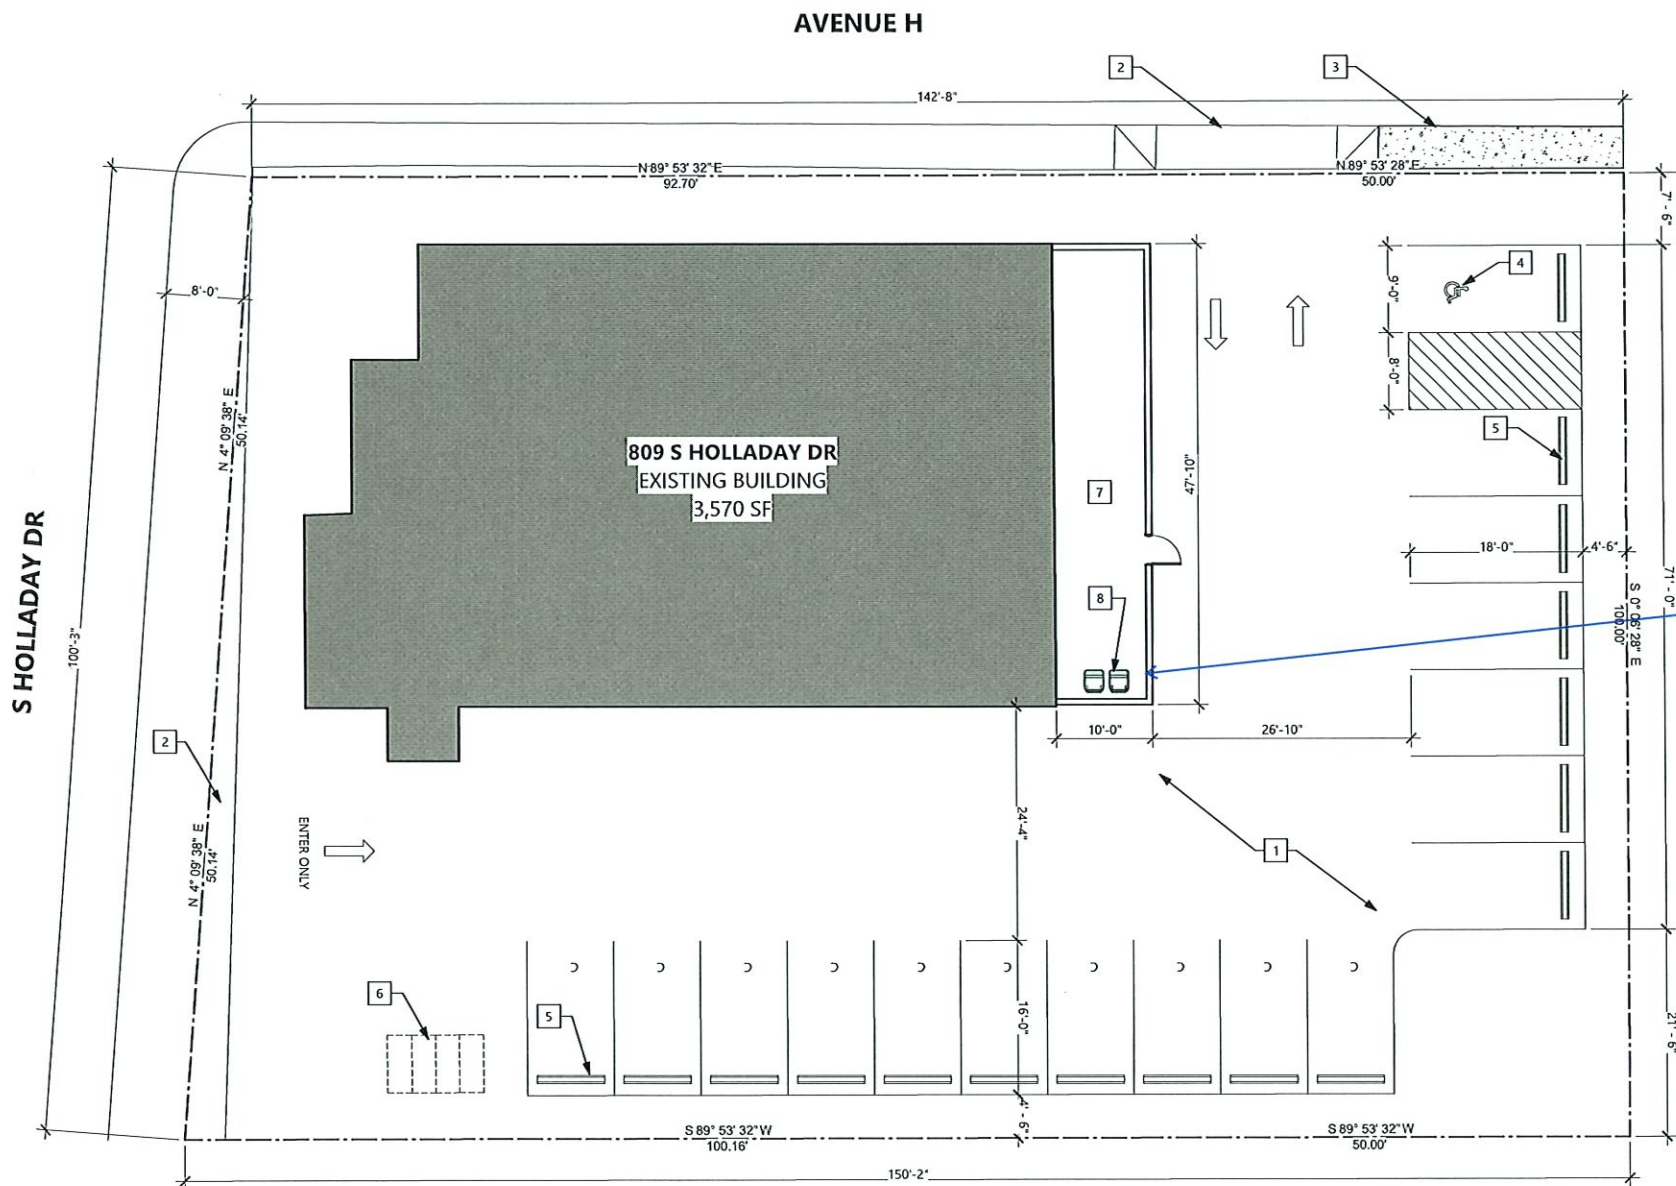 AVENUE H
2
3
142'-8"
N 89° 53' 32" E
92.70'
N 89° 53' 28" E
50.00'
7' - 6"
8'-0"
4
9'-0"
8'-0"
N 4° 09' 38" E
50.14'
809 S HOLLADAY DR
EXISTING BUILDING
3,570 SF
7
47'-10"
5
18'-0"
4'-6"
S HOLLADAY DR
100'-3"
8
S 0° 06' 28" E
100.00'
71' - 0"
2
10'-0"
26'-10"
24'-4"
N 4° 09' 38" E
50.14'
ENTER ONLY
1
C C C C C C C C C C
6
5
16'-0"
21' - 6"
4' - 6"
S 89° 53' 32" W
100.16'
S 89° 53' 32" W
50.00'
150'-2"